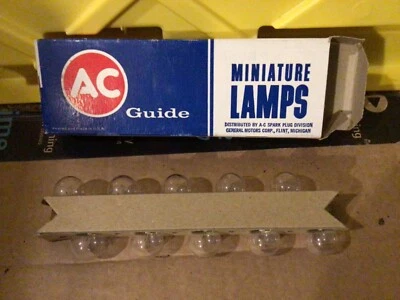 AC
Guide
MINIATURE
LAMPS
DISTRIBUTED BY A-C SPARK PLUG DIVISION
GENERAL MOTORS CORP., FLINT, MICHIGAN